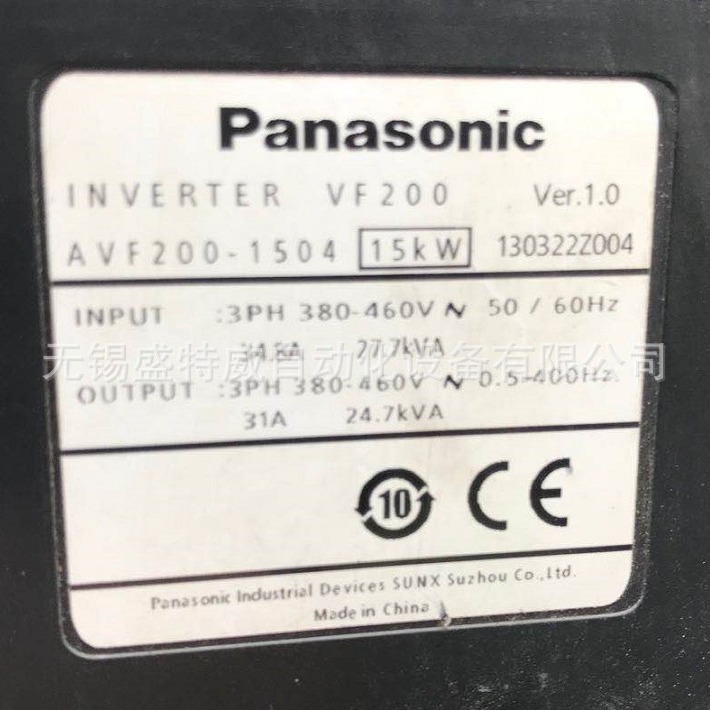 Panasonic
INVERTER VF200 Ver.1.0
AVF200-1504 15kW 130322Z004
INPUT :3PH 380-460V ~ 50 / 60Hz
34.8A 27.7kVA
无锡盛特威自动化设备有限公司
OUTPUT :3PH 380-460V ~ 0.5-400Hz
31A 24.7kVA
10 CE
Panasonic Industrial Devices SUNX Suzhou Co.,Ltd.
Made in China